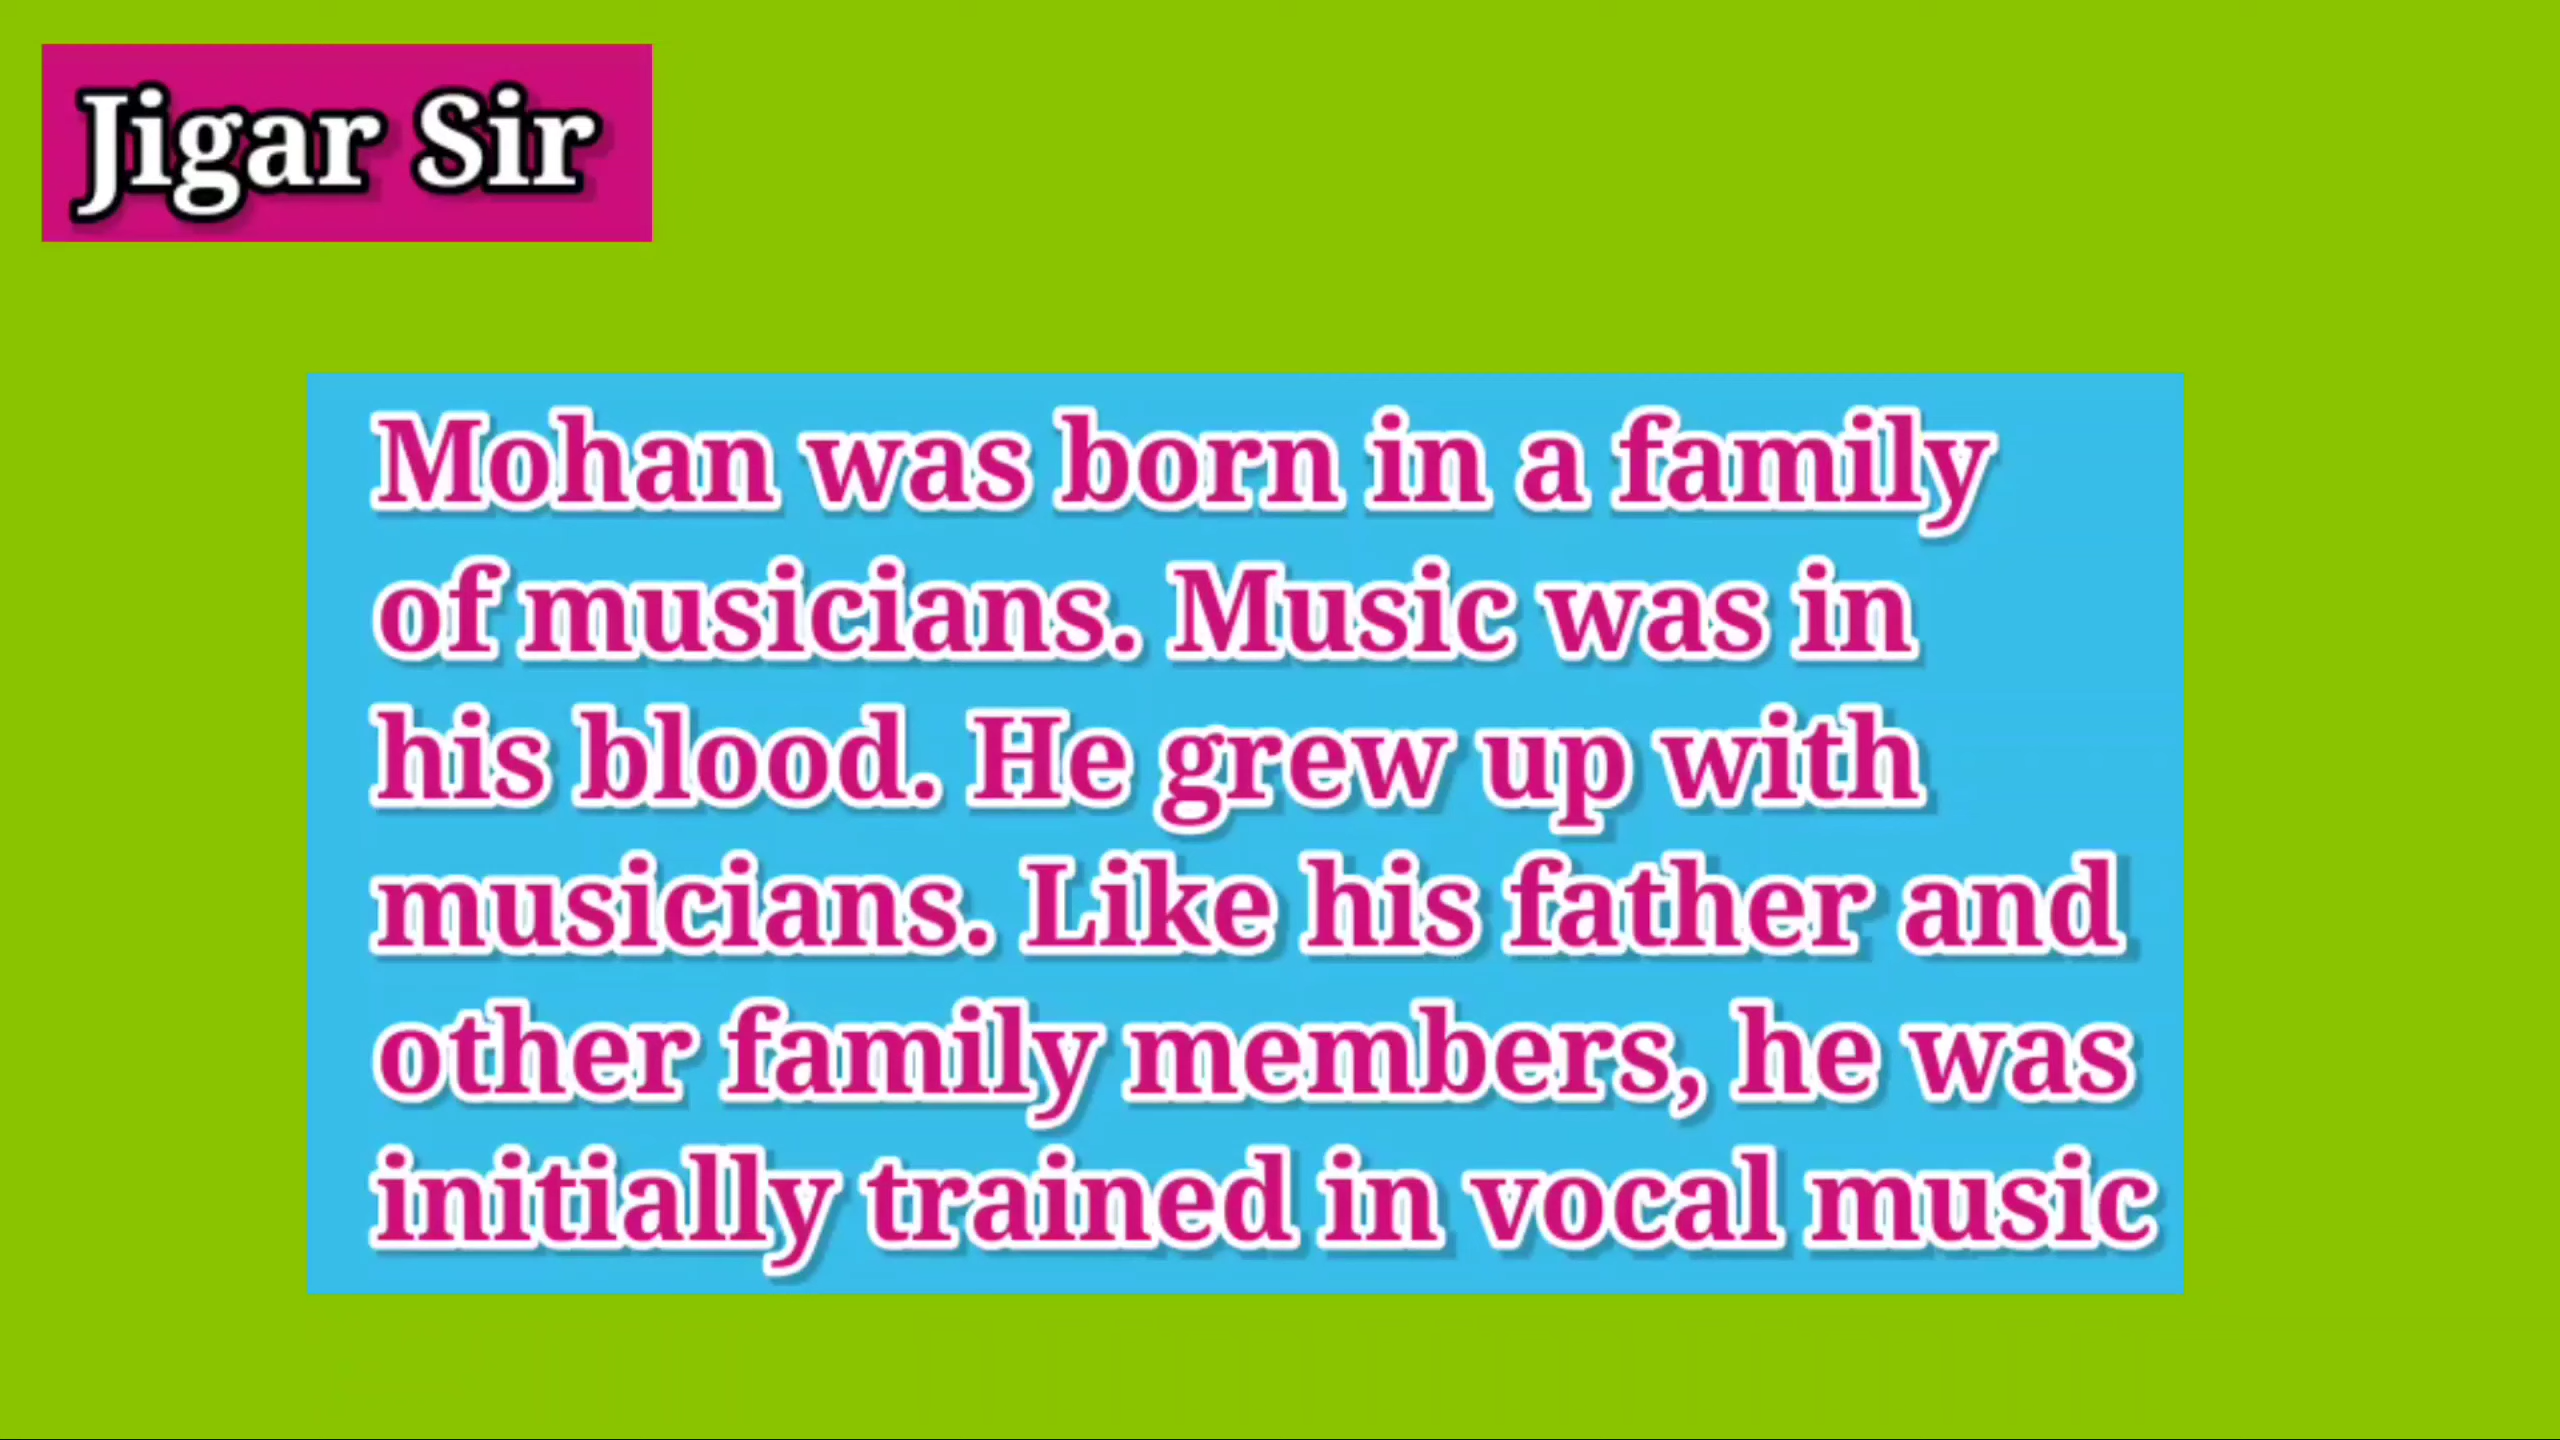 Jigar Sir
Mohan was born in a family
of musicians. Music was in
his blood. He grew up with
musicians. Like his father and
other family members, he was
initially trained in vocal music